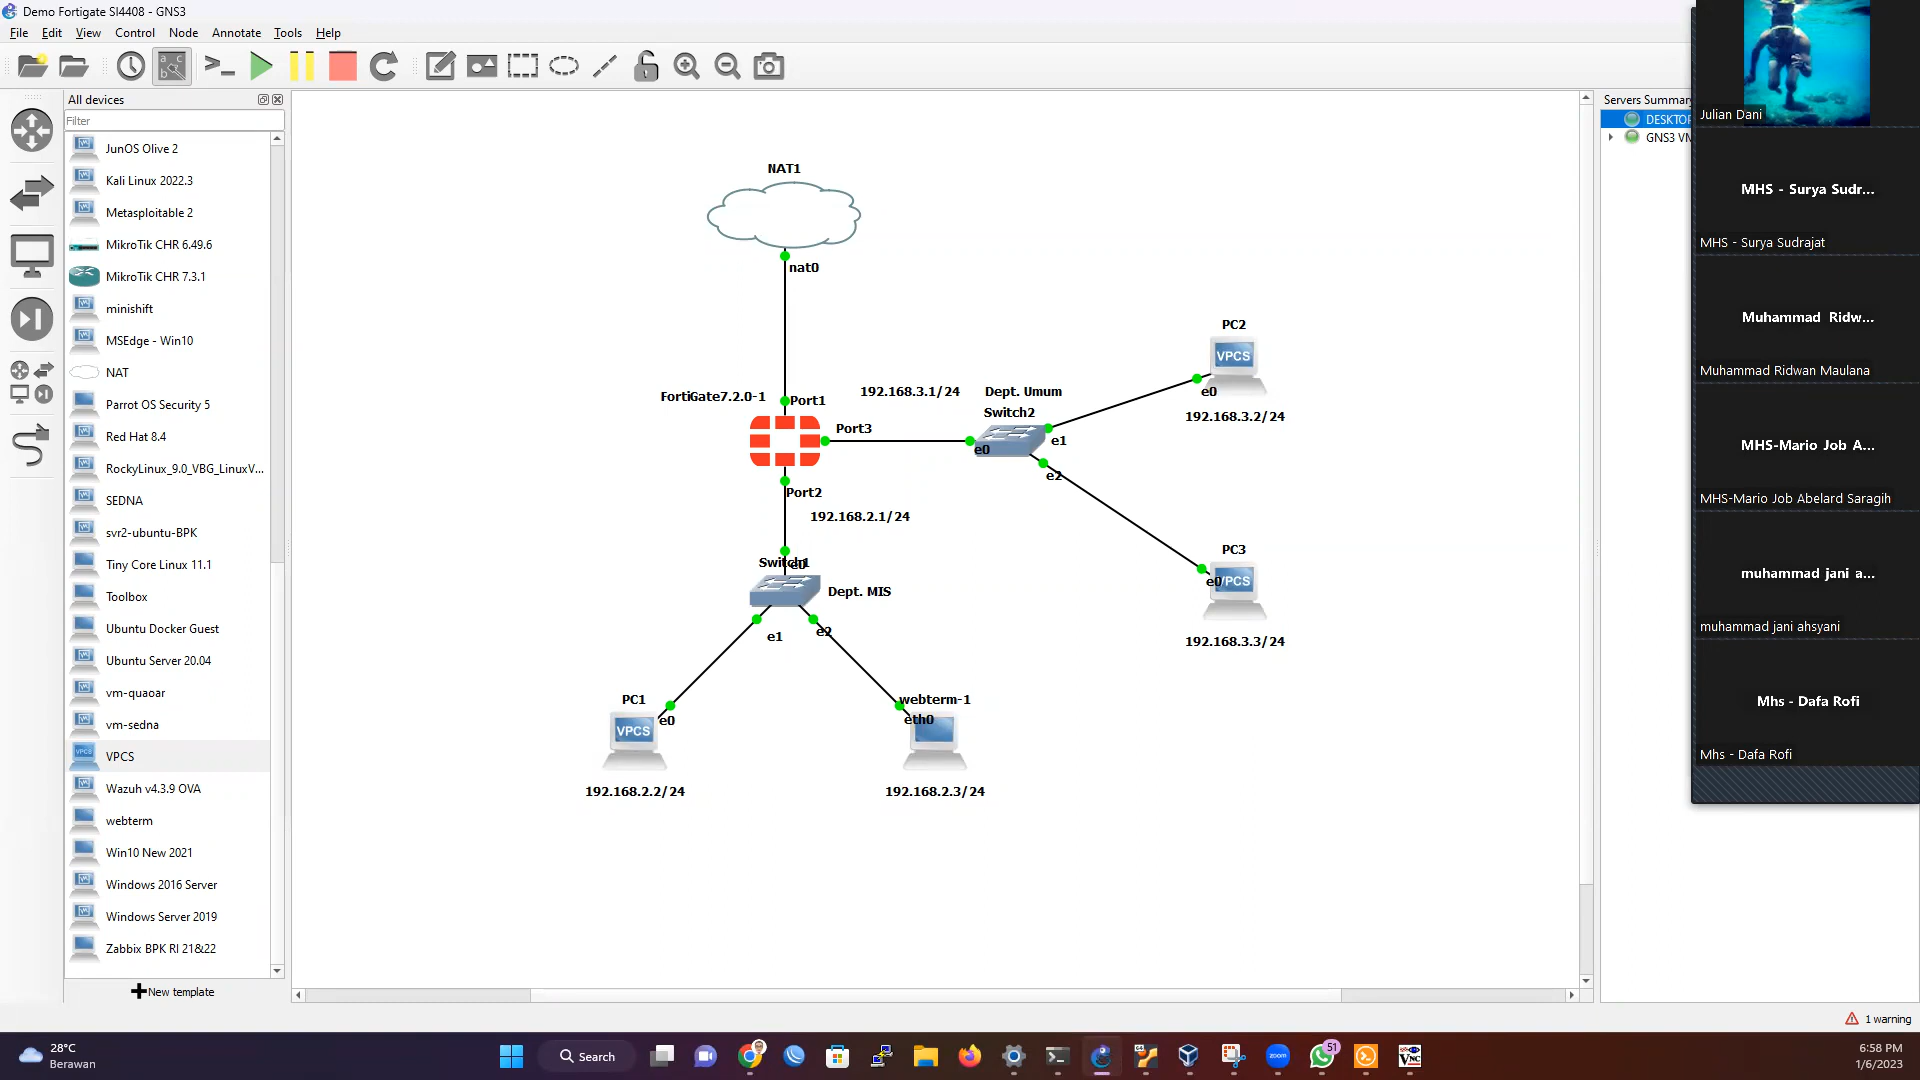 Demo Fortigate SI4408 - GNS3
File Edit View Control Node Annotate Tools Help
All devices
Filter
JunOS Olive 2
Kali Linux 2022.3
Metasploitable 2
MikroTik CHR 6.49.6
MikroTik CHR 7.3.1
minishift
MSEdge - Win10
NAT
Parrot OS Security 5
Red Hat 8.4
RockyLinux_9.0_VBG_LinuxV...
SEDNA
svr2-ubuntu-BPK
Tiny Core Linux 11.1
Toolbox
Ubuntu Docker Guest
Ubuntu Server 20.04
vm-quaoar
vm-sedna
VPCS
Wazuh v4.3.9 OVA
webterm
Win10 New 2021
Windows 2016 Server
Windows Server 2019
Zabbix BPK RI 21&22
New template
NAT1
nat0
FortiGate7.2.0-1
Port1
192.168.3.1/24
Port3
Dept. Umum
Switch2
e0
e1
e2
PC2
VPCS
e0
192.168.3.2/24
PC3
VPCS
e0
192.168.3.3/24
Port2
192.168.2.1/24
Switch1
e0
Dept. MIS
e1
e2
PC1
e0
VPCS
192.168.2.2/24
webterm-1
eth0
192.168.2.3/24
Servers Summary
DESKTOP
GNS3 VM
Julian Dani
MHS - Surya Sudr...
MHS - Surya Sudrajat
Muhammad Ridw...
Muhammad Ridwan Maulana
MHS-Mario Job A...
MHS-Mario Job Abelard Saragih
muhammad jani a...
muhammad jani ahsyani
Mhs - Dafa Rofi
Mhs - Dafa Rofi
1 warning
28°C
Berawan
Search
zoom
51
VNC
6:58 PM
1/6/2023